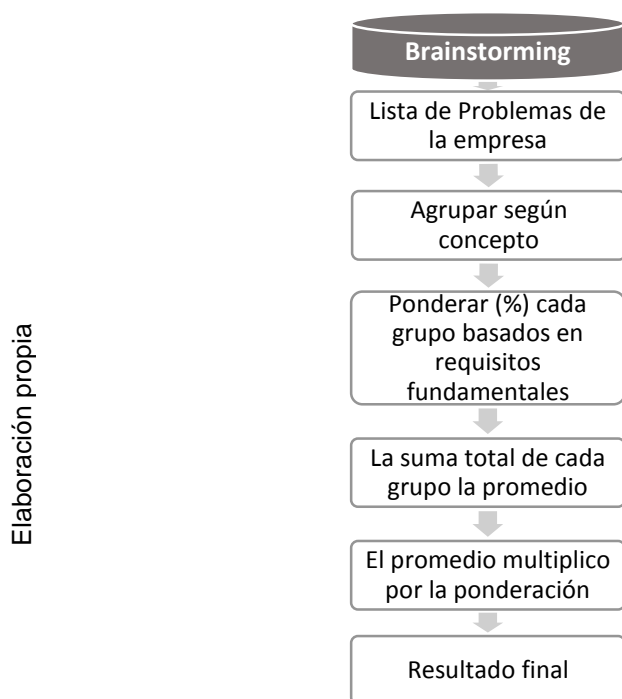 Brainstorming
Lista de Problemas de
la empresa
Agrupar según
concepto
Ponderar (%) cada
grupo basados en
requisitos
fundamentales
La suma total de cada
grupo la promedio
El promedio multiplico
por la ponderación
Resultado final
Elaboración propia